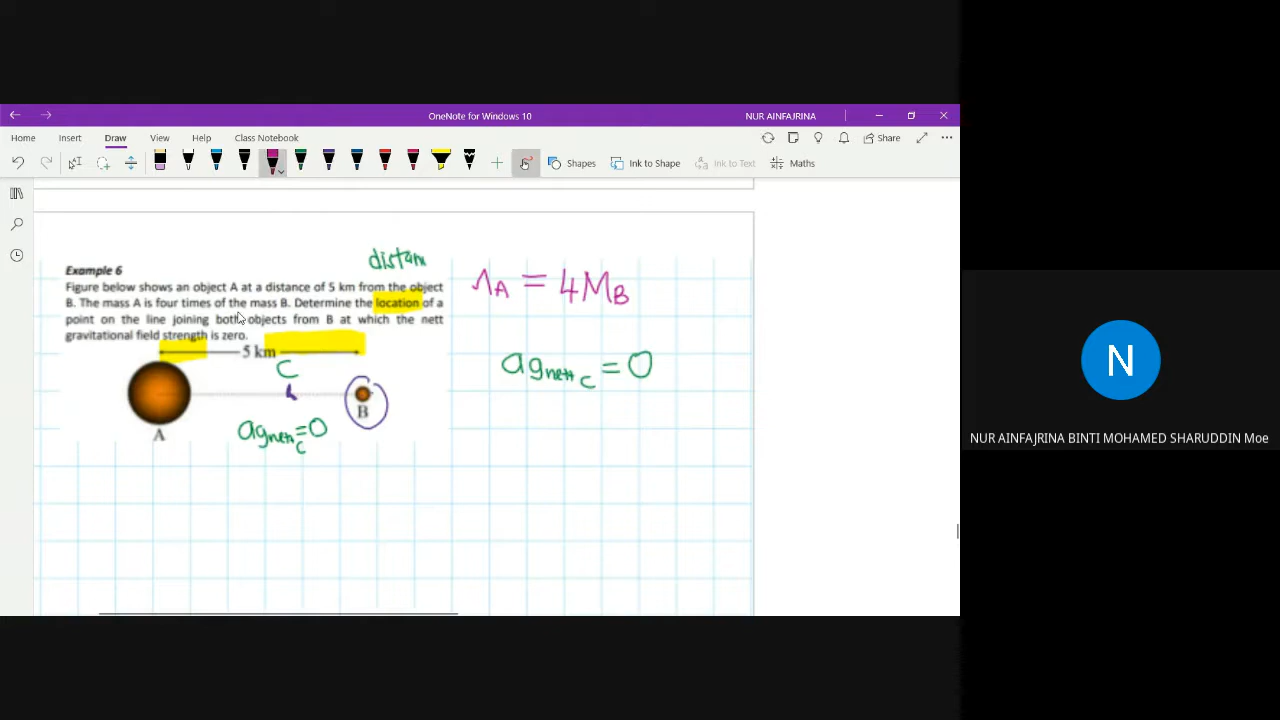 OneNote for Windows 10
NUR AINFAJRINA
Home Insert Draw View Help Class Notebook
Share
Shapes Ink to Shape Ink to Text Maths
distan
Example 6
Figure below shows an object A at a distance of 5 km from the object
B. The mass A is four times of the mass B. Determine the location of a
point on the line joining both objects from B at which the nett
gravitational field strength is zero.
5 km
C
B
A
agnett C = 0
MA = 4MB
agnett C = 0
N
NUR AINFAJRINA BINTI MOHAMED SHARUDDIN Moe